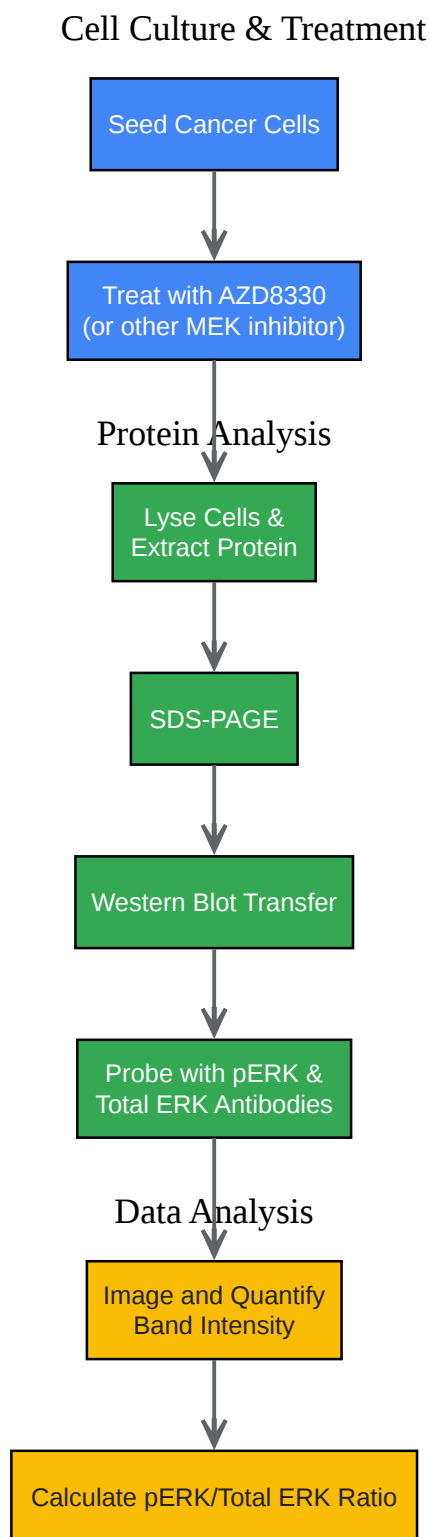 Cell Culture & Treatment
Seed Cancer Cells
Treat with AZD8330
(or other MEK inhibitor)
Protein Analysis
Lyse Cells &
Extract Protein
SDS-PAGE
Western Blot Transfer
Probe with pERK &
Total ERK Antibodies
Data Analysis
Image and Quantify
Band Intensity
Calculate pERK/Total ERK Ratio